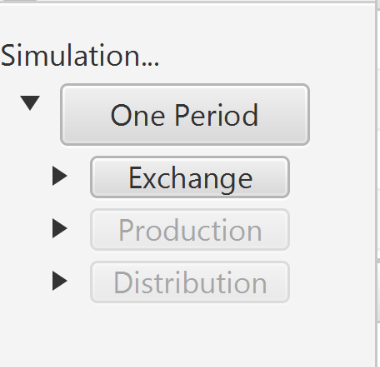 Simulation...
One Period
Exchange
Production
Distribution